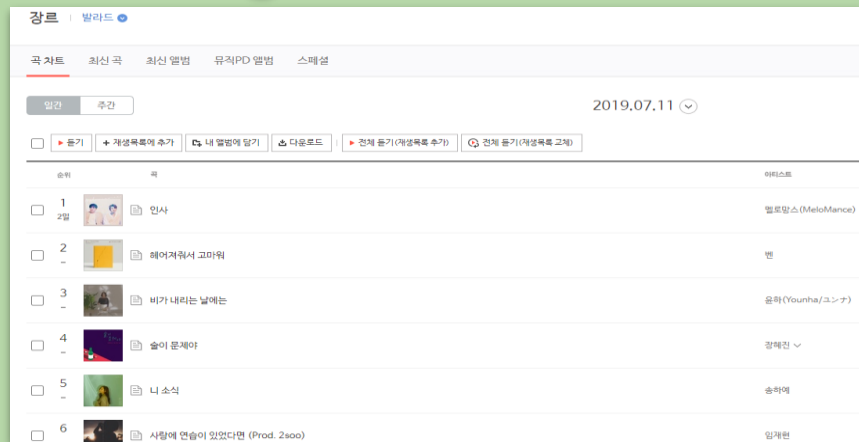 장르 발라드
곡 차트 최신 곡 최신 앨범 뮤직PD 앨범 스페셜
일간 주간 2019.07.11
듣기 + 재생목록에 추가 내 앨범에 담기 다운로드 전체 듣기(재생목록 추가) 전체 듣기(재생목록 교체)
순위 곡 아티스트
1 인사 멜로망스(MeloMance)
2일
2 헤어져줘서 고마워 벤
-
3 비가 내리는 날에는 윤하(Younha/ユンナ)
-
4 술이 문제야 장혜진
-
5 니 소식 송하예
-
6 사랑에 연습이 있었다면 (Prod. 2soo) 임재현